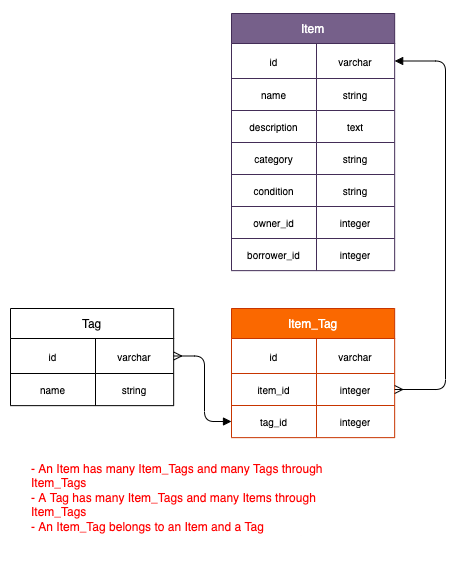 Item
id varchar
name string
description text
category string
condition string
owner_id integer
borrower_id integer
Tag
id varchar
name string
Item_Tag
id varchar
item_id integer
tag_id integer
- An Item has many Item_Tags and many Tags through
Item_Tags
- A Tag has many Item_Tags and many Items through
Item_Tags
- An Item_Tag belongs to an Item and a Tag